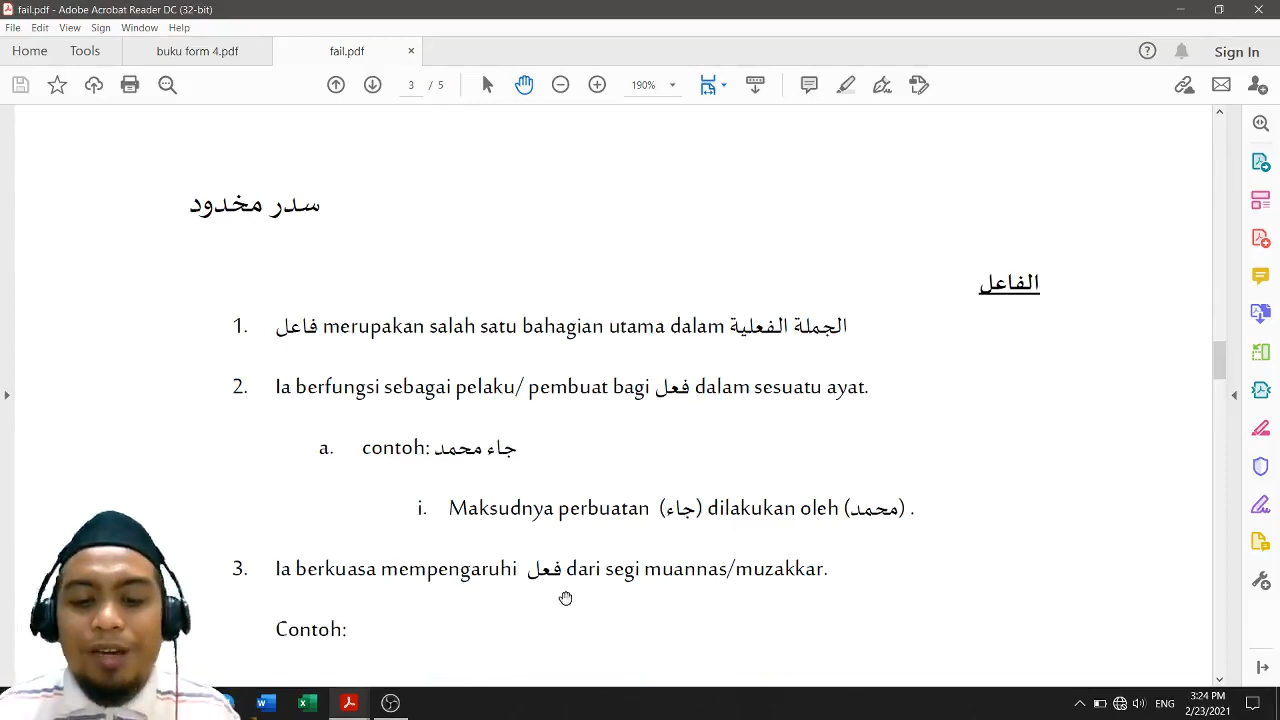 fail.pdf - Adobe Acrobat Reader DC (32-bit)
File Edit View Sign Window Help
Home Tools buku form 4.pdf fail.pdf × Sign In
3 / 5 190%
سدر مخدود
الفاعل
1. فاعل merupakan salah satu bahagian utama dalam الجملة الفعلية
2. Ia berfungsi sebagai pelaku/ pembuat bagi فعل dalam sesuatu ayat.
a. contoh: جاء محمد
i. Maksudnya perbuatan (جاء) dilakukan oleh (محمد) .
3. Ia berkuasa mempengaruhi فعل dari segi muannas/muzakkar.
Contoh:
ENG 3:24 PM
2/23/2021